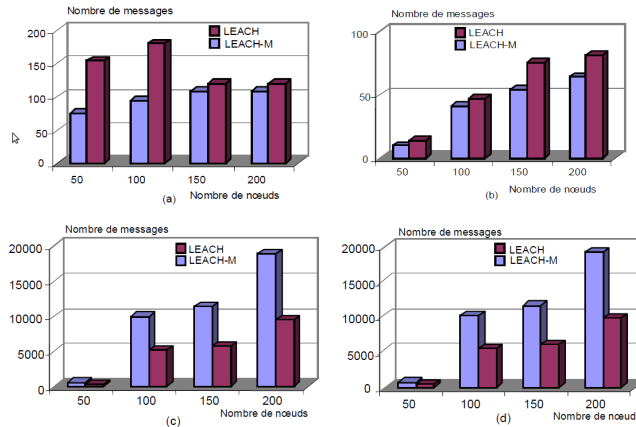 Nombre de messages
LEACH
LEACH-M
200
150
100
50
0
50 100 150 200
Nombre de nœuds
(a)
Nombre de messages
LEACH
LEACH-M
100
50
0
50 100 150 200
Nombre de nœuds
(b)
Nombre de messages
LEACH
LEACH-M
20000
15000
10000
5000
0
50 100 150 200
Nombre de nœuds
(c)
Nombre de messages
LEACH
LEACH-M
20000
15000
10000
5000
0
50 100 150 200
Nombre de nœud
(d)